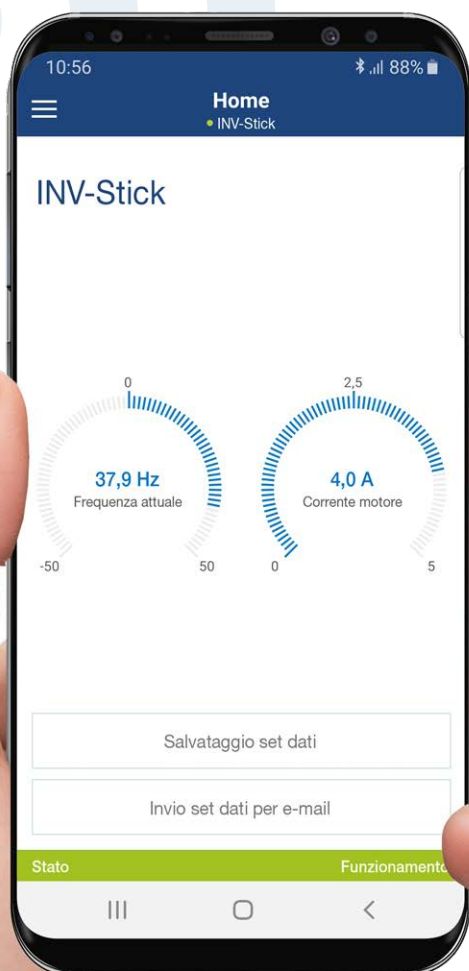 10:56
88%
Home
INV-Stick
INV-Stick
0
37,9 Hz
Frequenza attuale
-50
50
2,5
4,0 A
Corrente motore
0
5
Salvataggio set dati
Invio set dati per e-mail
Stato
Funzionamento